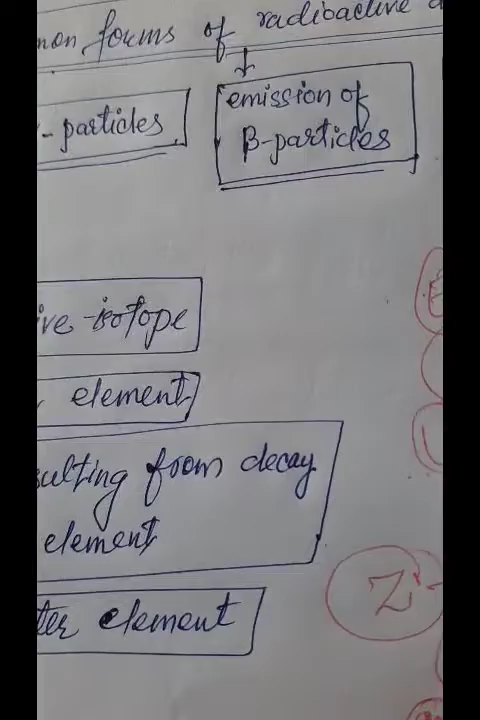 forms of radioactive
-particles
emission of
β-particles
ive isotope
element
sulting from decay
element
ter element
Z